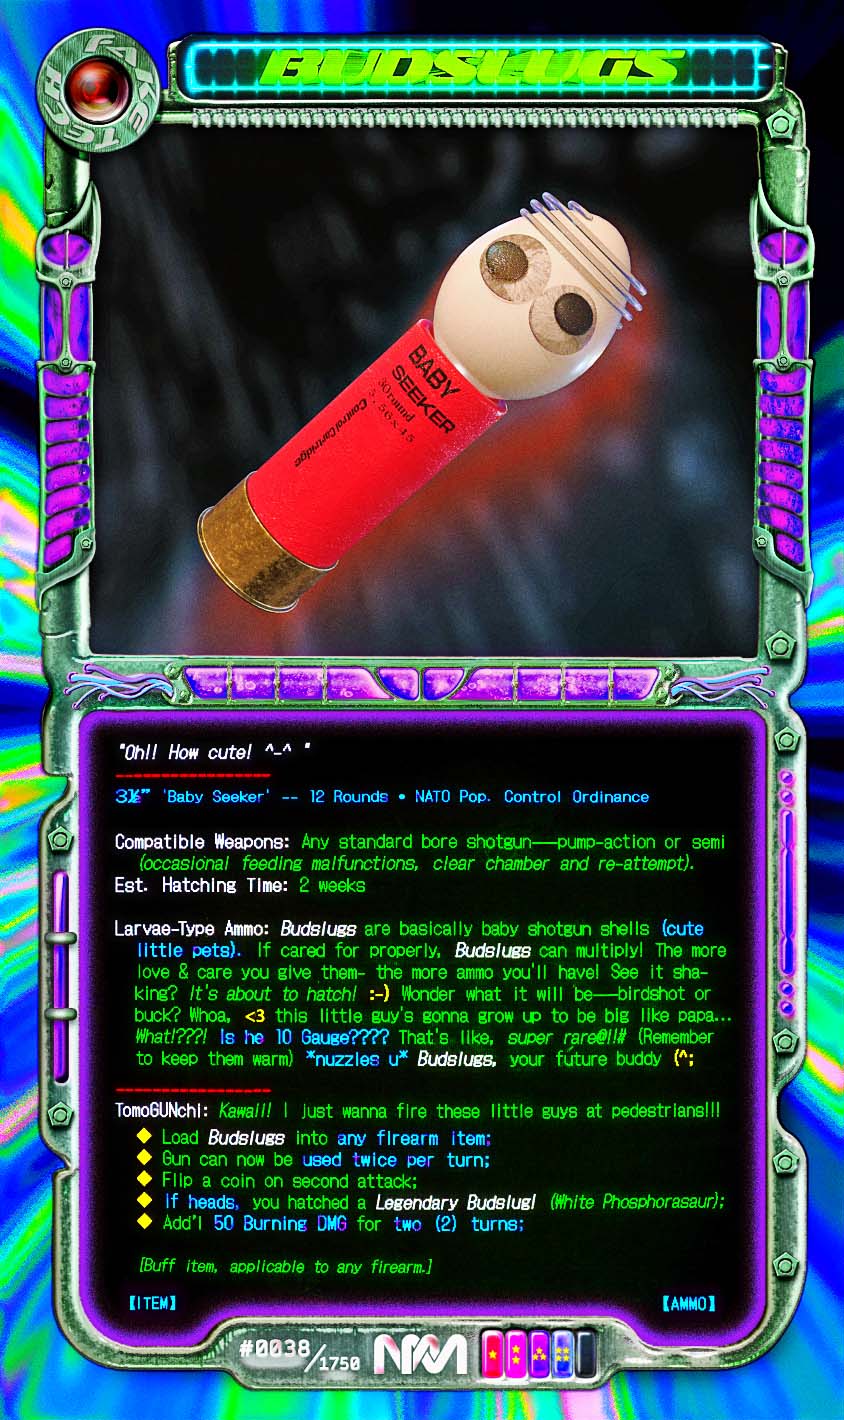 FAKE TECH
BUDSLUGS
BABY
SEEKER
30round
5.56×45
Control Cartridge
"Oh!! How cute! ^-^ "
3½” 'Baby Seeker' -- 12 Rounds • NATO Pop. Control Ordinance
Compatible Weapons: Any standard bore shotgun——pump-action or semi
(occasional feeding malfunctions, clear chamber and re-attempt).
Est. Hatching Time: 2 weeks
Larvae-Type Ammo: Budslugs are basically baby shotgun shells (cute
little pets). If cared for properly, Budslugs can multiply! The more
love & care you give them- the more ammo you'll have! See it sha-
king? It's about to hatch! :-) Wonder what it will be——birdshot or
buck? Whoa, <3 this little guy's gonna grow up to be big like papa...
What!???! Is he 10 Gauge???? That's like, super rare@!!# (Remember
to keep them warm) *nuzzles u* Budslugs, your future buddy (^;
TomoGUNchi: Kawaii! I just wanna fire these little guys at pedestrians!!!
◆ Load Budslugs into any firearm item;
◆ Gun can now be used twice per turn;
◆ Flip a coin on second attack;
◆ If heads, you hatched a Legendary Budslug! (White Phosphorasaur);
◆ Add'l 50 Burning DMG for two (2) turns;
[Buff item, applicable to any firearm.]
【ITEM】 【AMMO】
#0038/1750 NPM